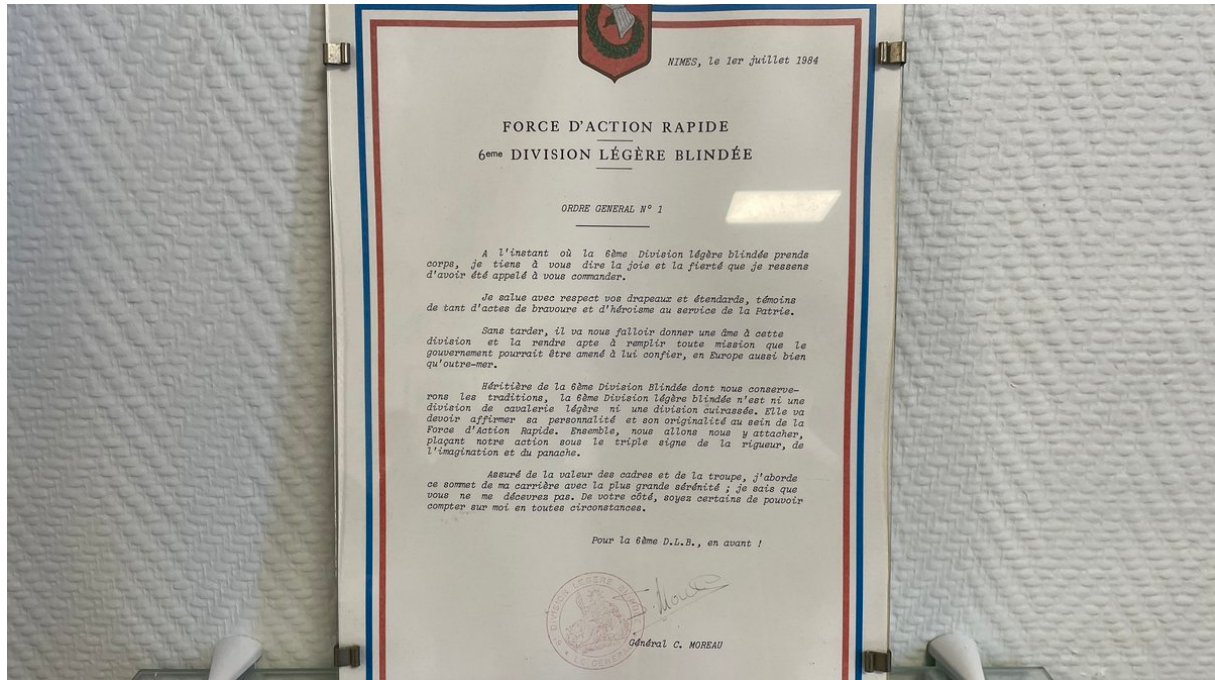 NIMES, le 1er juillet 1984
FORCE D'ACTION RAPIDE
6eme DIVISION LÉGÈRE BLINDÉE
ORDRE GENERAL N° 1
A l'instant où la 6ème Division légère blindée prends
corps, je tiens à vous dire la joie et la fierté que je ressens
d'avoir été appelé à vous commander.
Je salue avec respect vos drapeaux et étendards, témoins
de tant d'actes de bravoure et d'héroïsme au service de la Patrie.
Sans tarder, il va nous falloir donner une âme à cette
division et la rendre apte à remplir toute mission que le
gouvernement pourrait être amené à lui confier, en Europe aussi bien
qu'outre-mer.
Héritière de la 6ème Division Blindée dont nous conserve-
rons les traditions, la 6ème Division légère blindée n'est ni une
division de cavalerie légère ni une division cuirassée. Elle va
devoir affirmer sa personnalité et son originalité au sein de la
Force d'Action Rapide. Ensemble, nous allons nous y attacher,
plaçant notre action sous le triple signe de la rigueur, de
l'imagination et du panache.
Assuré de la valeur des cadres et de la troupe, j'aborde
ce sommet de ma carrière avec la plus grande sérénité ; je sais que
vous ne me décevrez pas. De votre côté, soyez certains de pouvoir
compter sur moi en toutes circonstances.
Pour la 6ème D.L.B., en avant !
DIVISION LEGERE
LE GENERAL
Général C. MOREAU